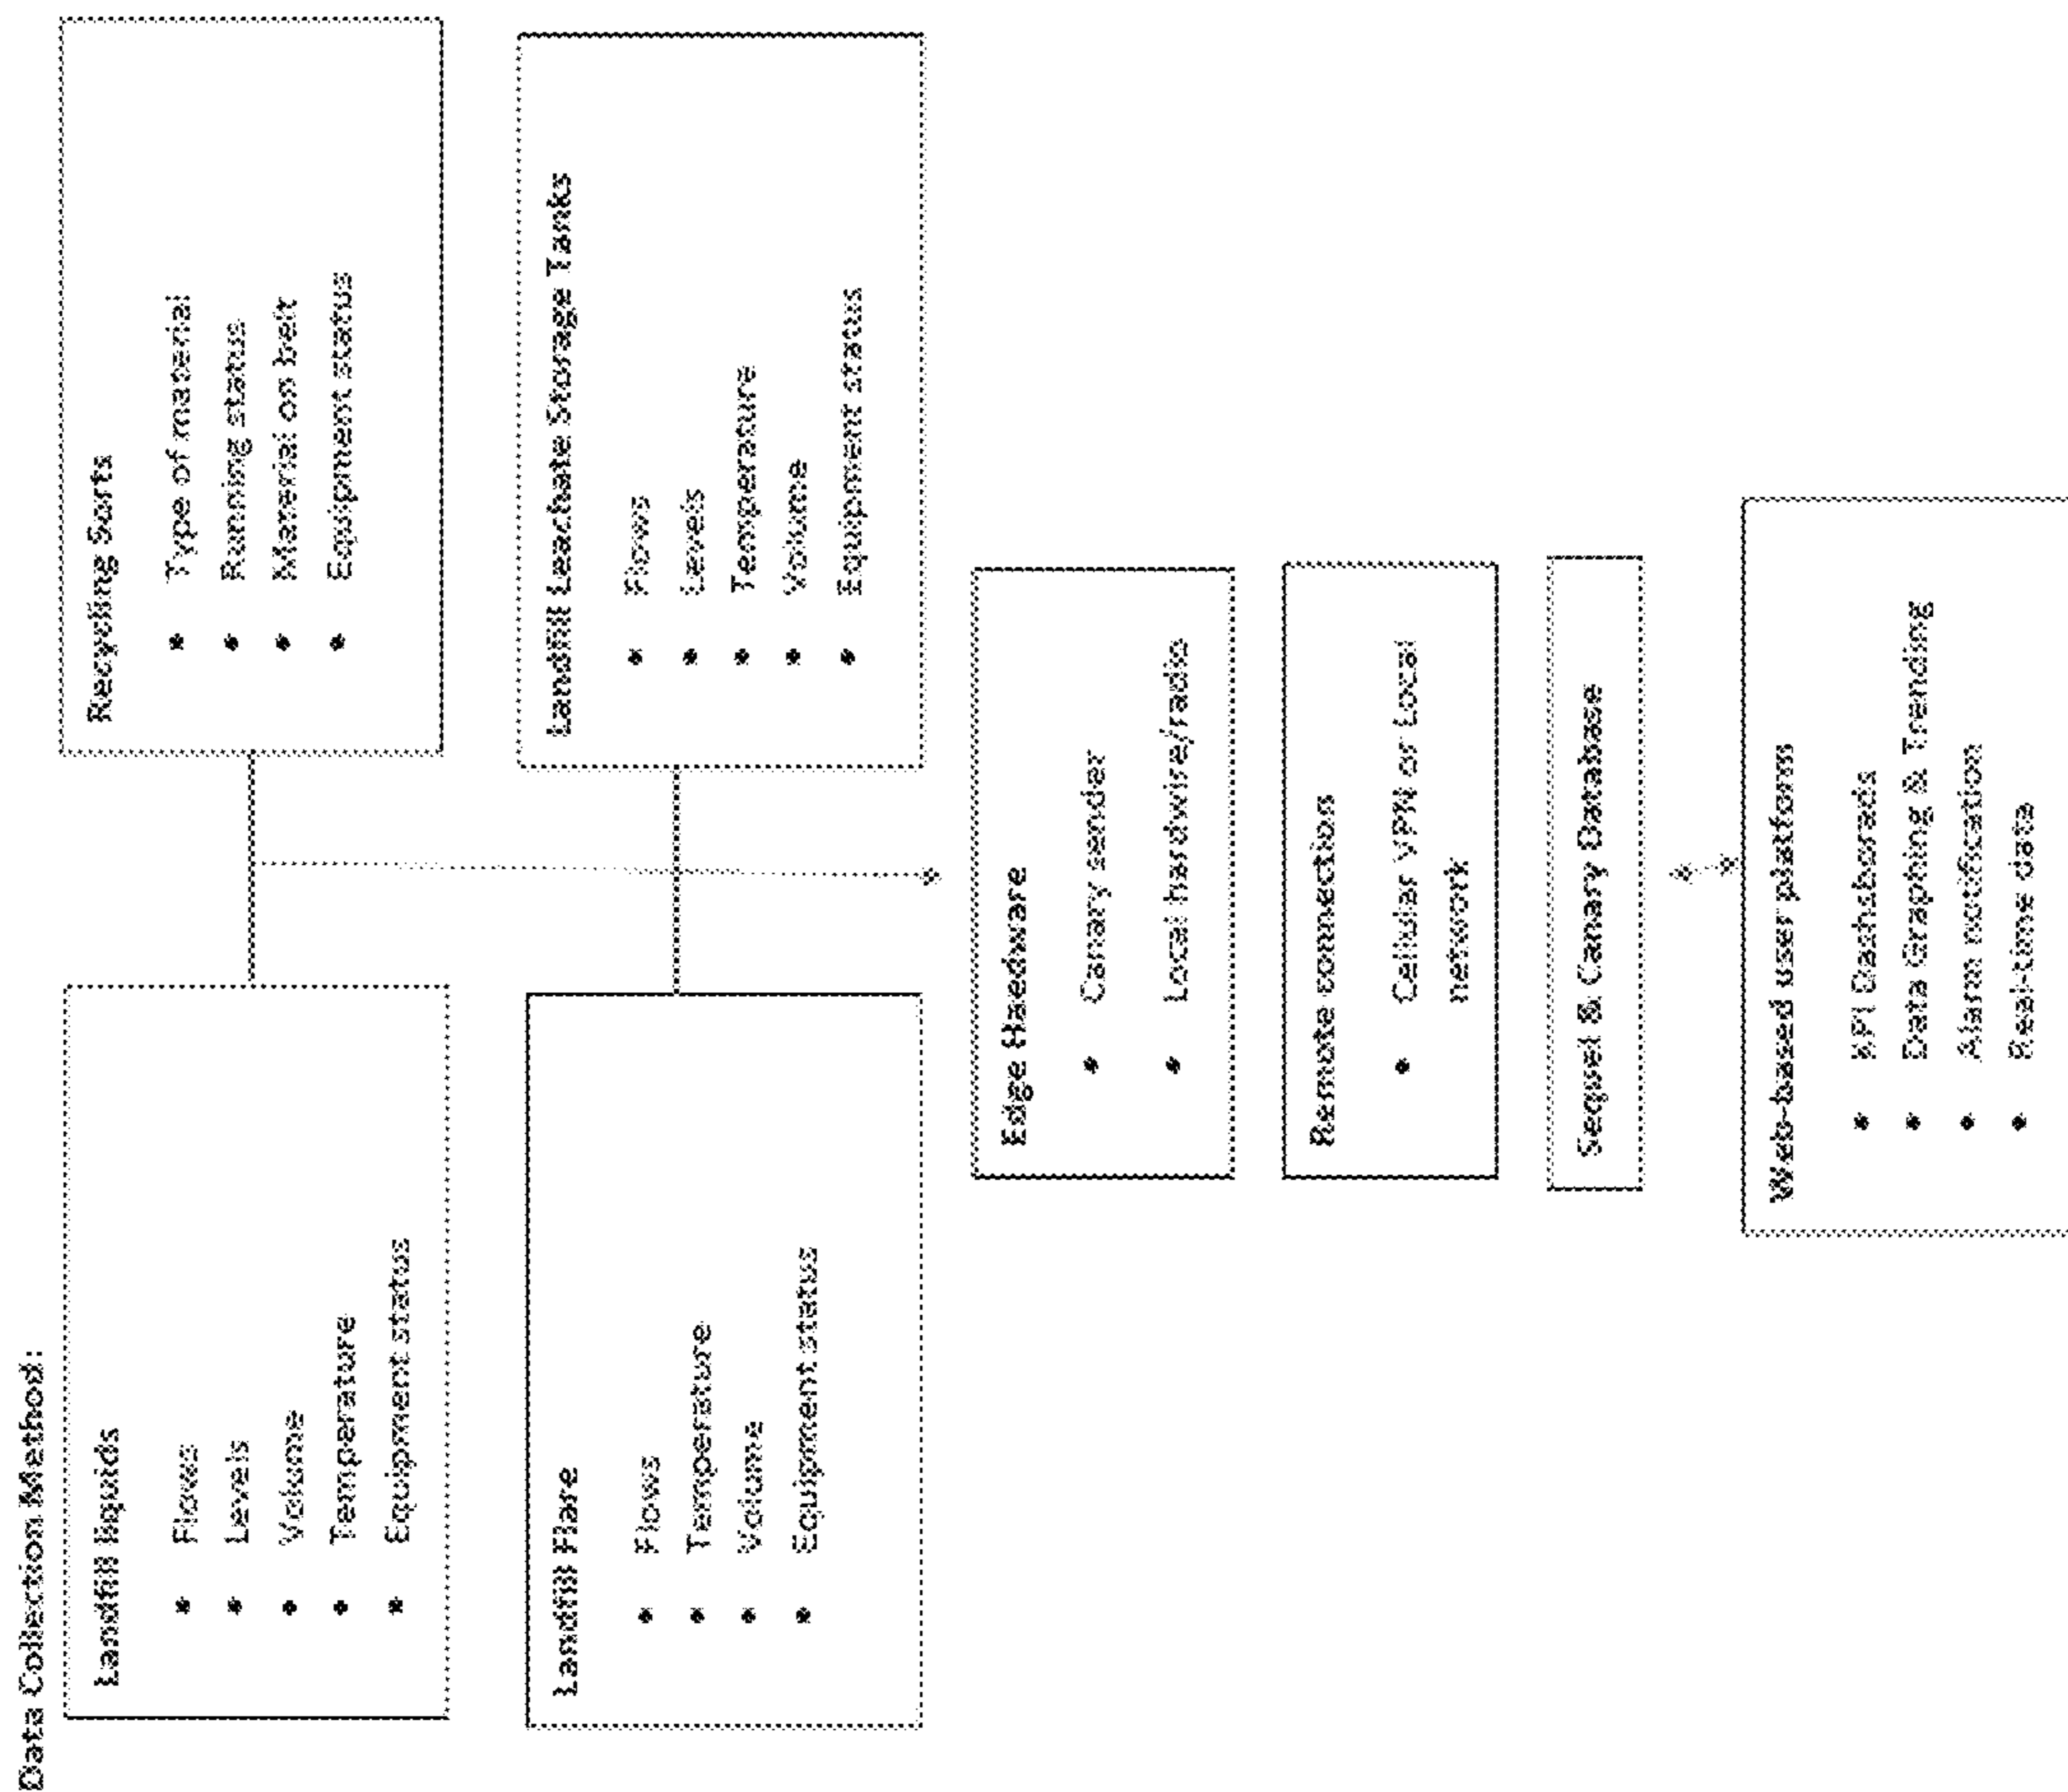 Data Collection Method:
Landfill liquids
• Flows
• Levels
• Volume
• Temperature
• Equipment status
Recycling Sorts
• Type of material
• Running status
• Material on belt
• Equipment status
Landfill Flare
• Flows
• Temperature
• Volume
• Equipment status
Landfill Leachate Storage Tanks
• Flows
• Levels
• Temperature
• Volume
• Equipment status
Edge Haedware
• Canary sender
• Local hardwire/radio
Remote connection
• Cellular VPN or Local
network
Sequel & Canary Database
Web-based user platform
• KPI Dashborads
• Data Graphing & Trending
• Alarm notification
• Real-time data